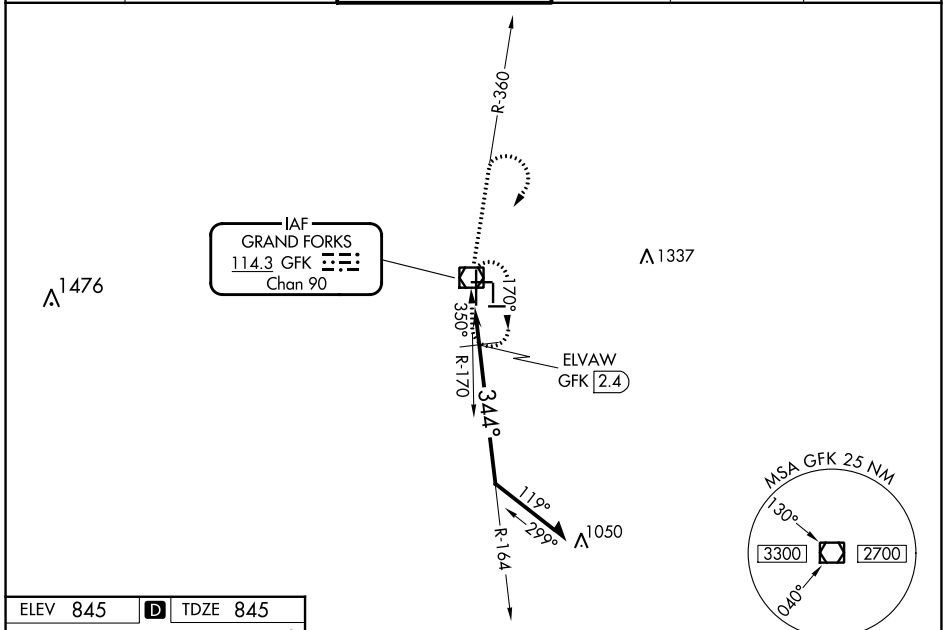 R-360
IAF
GRAND FORKS
114.3 GFK
Chan 90
1337
1476
170°
350°
R-170
ELVAW
GFK 2.4
344°
119°
299°
1050
R-164
MSA GFK 25 NM
130°
3300
2700
040°
ELEV 845 D TDZE 845